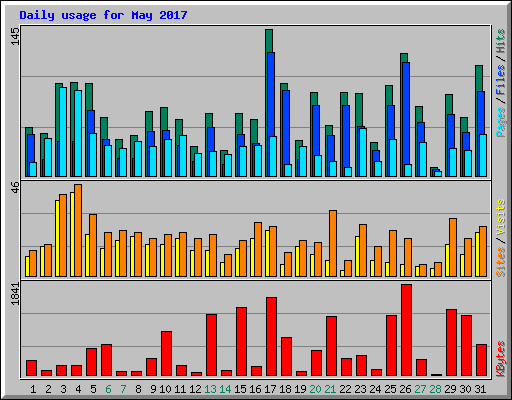 Daily usage for May 2017
145
Pages / Files / Hits
46
Sites / Visits
1841
KBytes
1 2 3 4 5 6 7 8 9 10 11 12 13 14 15 16 17 18 19 20 21 22 23 24 25 26 27 28 29 30 31